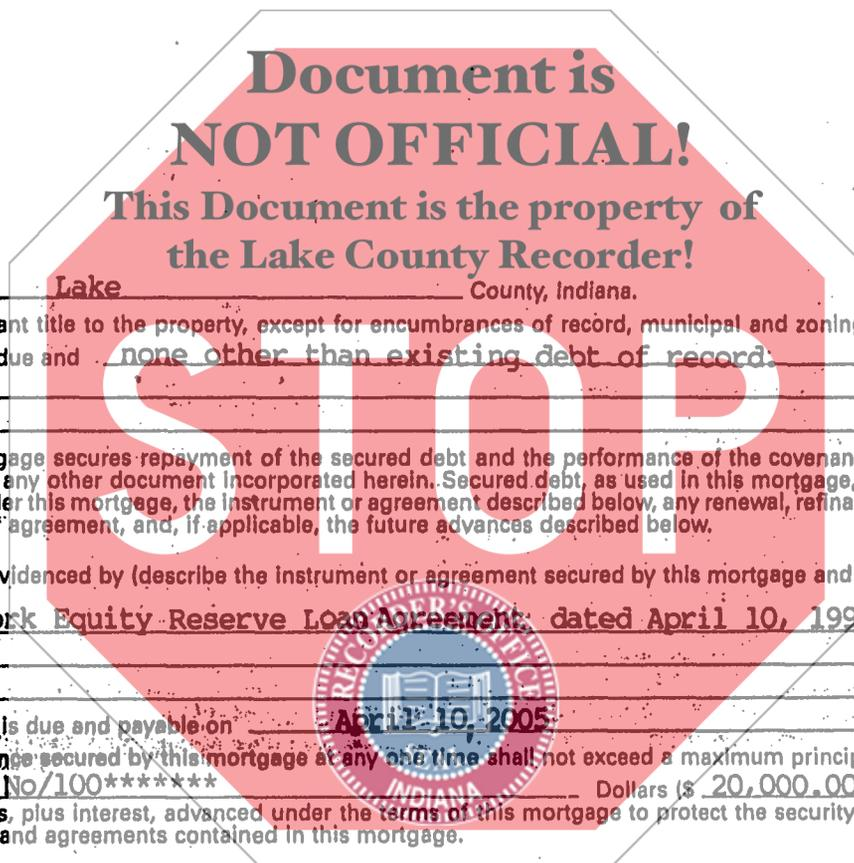 Document is
NOT OFFICIAL!
This Document is the property of
the Lake County Recorder!
Lake County, Indiana.
ant title to the property, except for encumbrances of record, municipal and zoning
due and none other than existing debt of record.
STOP
gage secures repayment of the secured debt and the performance of the covenan
any other document incorporated herein. Secured debt, as used in this mortgage,
er this mortgage, the instrument or agreement described below, any renewal, refina
agreement, and, if applicable, the future advances described below.
videnced by (describe the instrument or agreement secured by this mortgage and
rk Equity Reserve Loan Agreement dated April 10, 199
RECORDER'S OFFICE
is due and payable on April 10, 2005
nce secured by this mortgage at any one time shall not exceed a maximum princip
No/100******* Dollars ($ 20,000.00
INDIANA
s, plus interest, advanced under the terms of this mortgage to protect the security
and agreements contained in this mortgage.